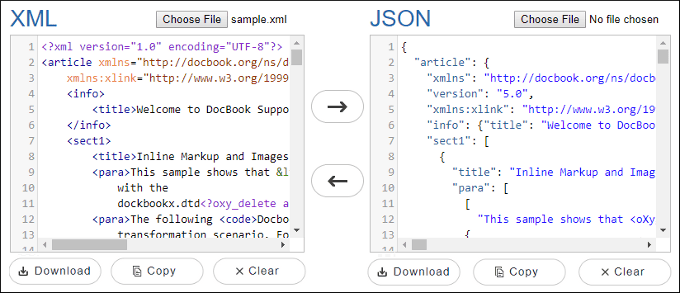 XML
Choose File sample.xml
1 <?xml version="1.0" encoding="UTF-8"?>
2 <article xmlns="http://docbook.org/ns/d
3 xmlns:xlink="http://www.w3.org/1999
4 <info>
5 <title>Welcome to DocBook Suppo
6 </info>
7 <sect1>
8 <title>Inline Markup and Images
9 <para>This sample shows that &l
10 with the
11 dockbookx.dtd<?oxy_delete a
12 <para>The following <code>Docbo
13 transformation scenario. Fo
14
Download
Copy
Clear
JSON
Choose File No file chosen
1 {
2 "article": {
3 "xmlns": "http://docbook.org/ns/docb
4 "version": "5.0",
5 "xmlns:xlink": "http://www.w3.org/199
6 "info": {"title": "Welcome to DocBoo
7 "sect1": [
8 {
9 "title": "Inline Markup and Imag
10 "para": [
11 [
12 "This sample shows that <oXy
13 {
14
Download
Copy
Clear